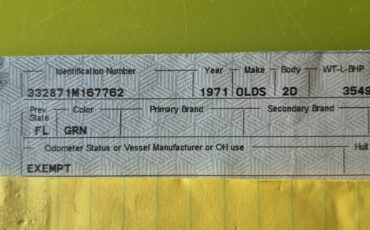 Identification Number Year Make Body WT-L-BHP
332871M167762 1971 OLDS 2D 3549
Prev State Color Primary Brand Secondary Brand
FL GRN
Odometer Status or Vessel Manufacturer or OH use Hull
EXEMPT